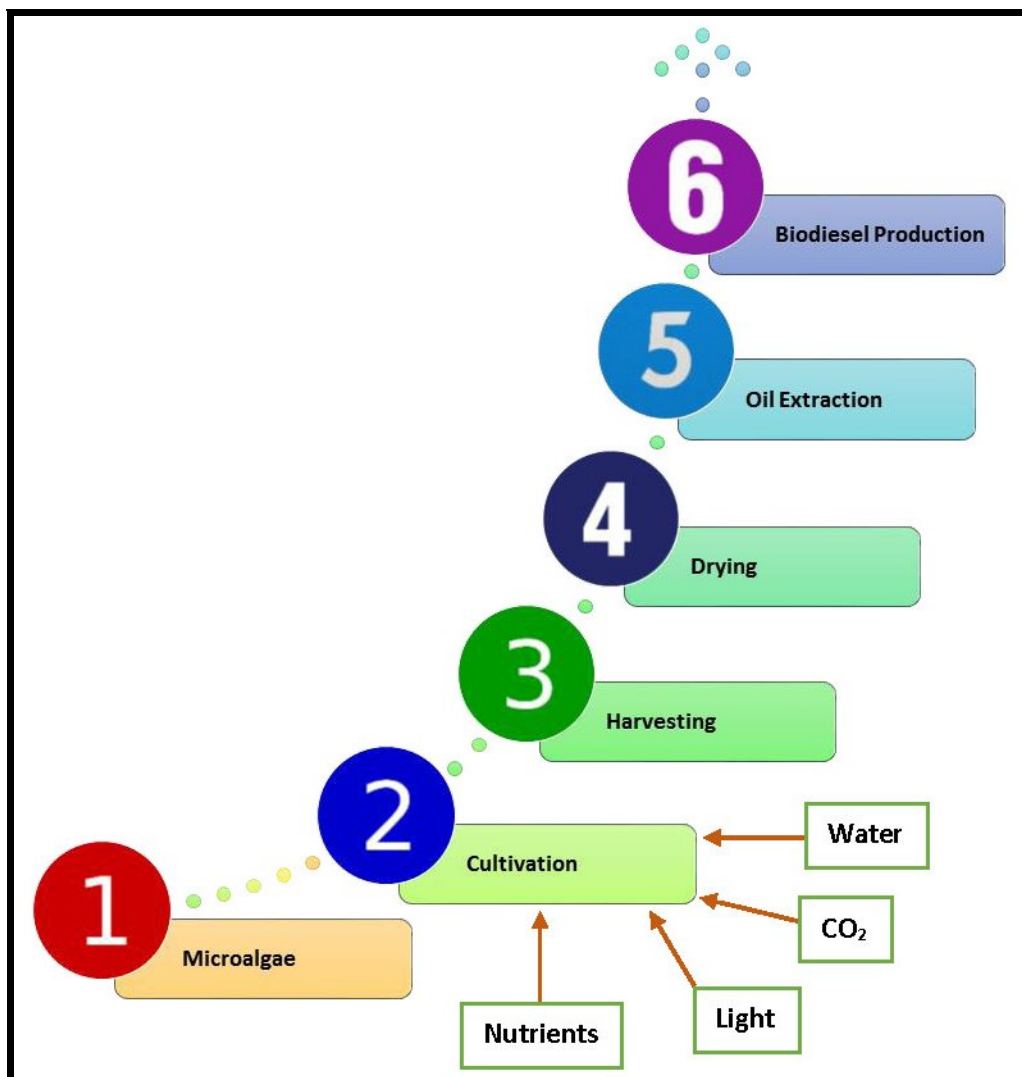 6
Biodiesel Production
5
Oil Extraction
4
Drying
3
Harvesting
2
Cultivation
Water
CO₂
Light
Nutrients
1
Microalgae